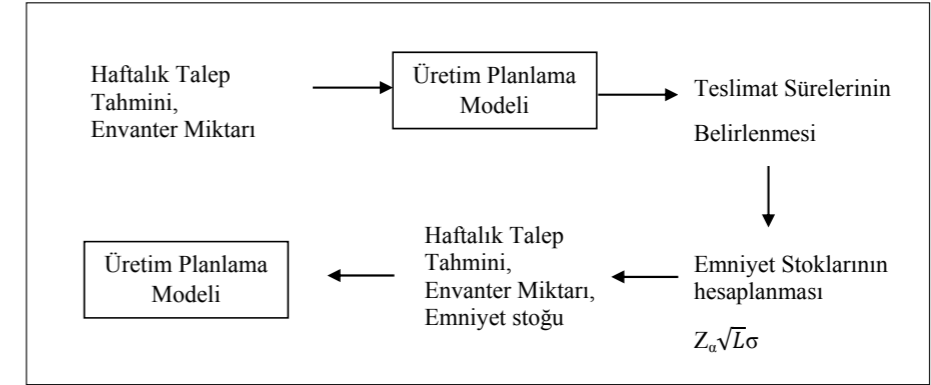 Haftalık Talep
Tahmini,
Envanter Miktarı
Üretim Planlama
Modeli
Teslimat Sürelerinin
Belirlenmesi
Emniyet Stoklarının
hesaplanması
Zα√Lσ
Haftalık Talep
Tahmini,
Envanter Miktarı,
Emniyet stoğu
Üretim Planlama
Modeli